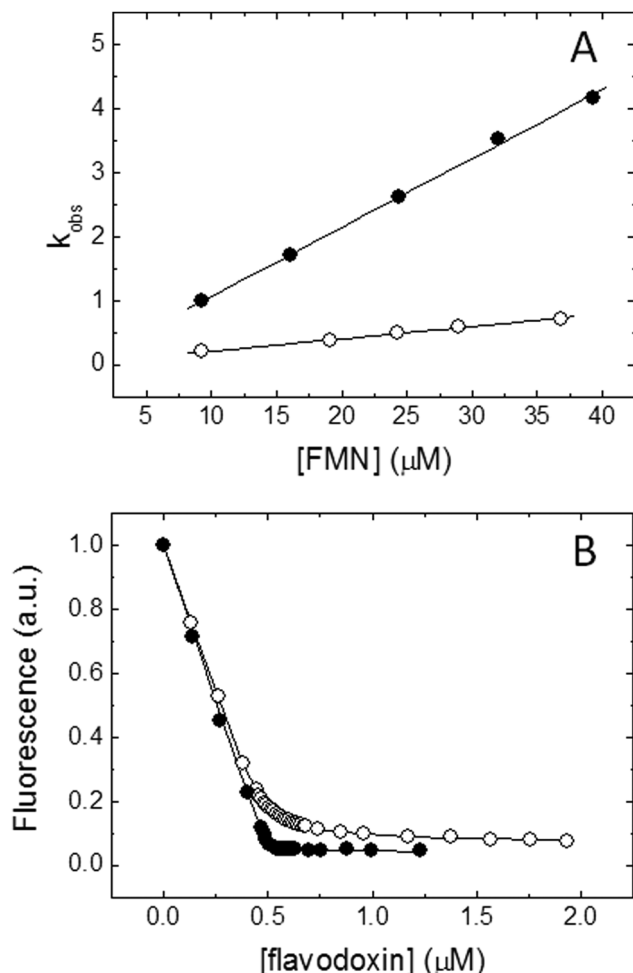 A
5
4
3
2
1
0
k_obs
5 10 15 20 25 30 35 40
[FMN] (μM)
B
1.0
0.8
0.6
0.4
0.2
0.0
Fluorescence (a.u.)
0.0 0.5 1.0 1.5 2.0
[flavodoxin] (μM)